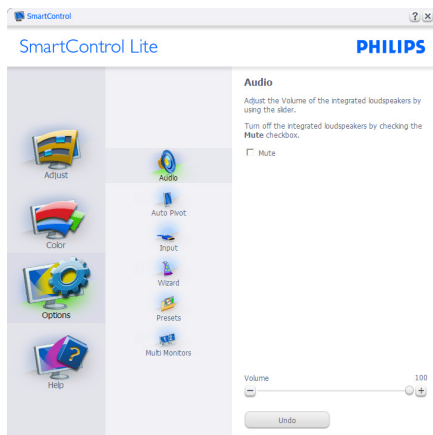 SmartControl
? x
SmartControl Lite
PHILIPS
Adjust
Color
Options
Help
Audio
Auto Pivot
Input
Wizard
Presets
Multi Monitors
Audio
Adjust the Volume of the integrated loudspeakers by
using the slider.
Turn off the integrated loudspeakers by checking the
Mute checkbox.
Mute
Volume 100
− +
Undo